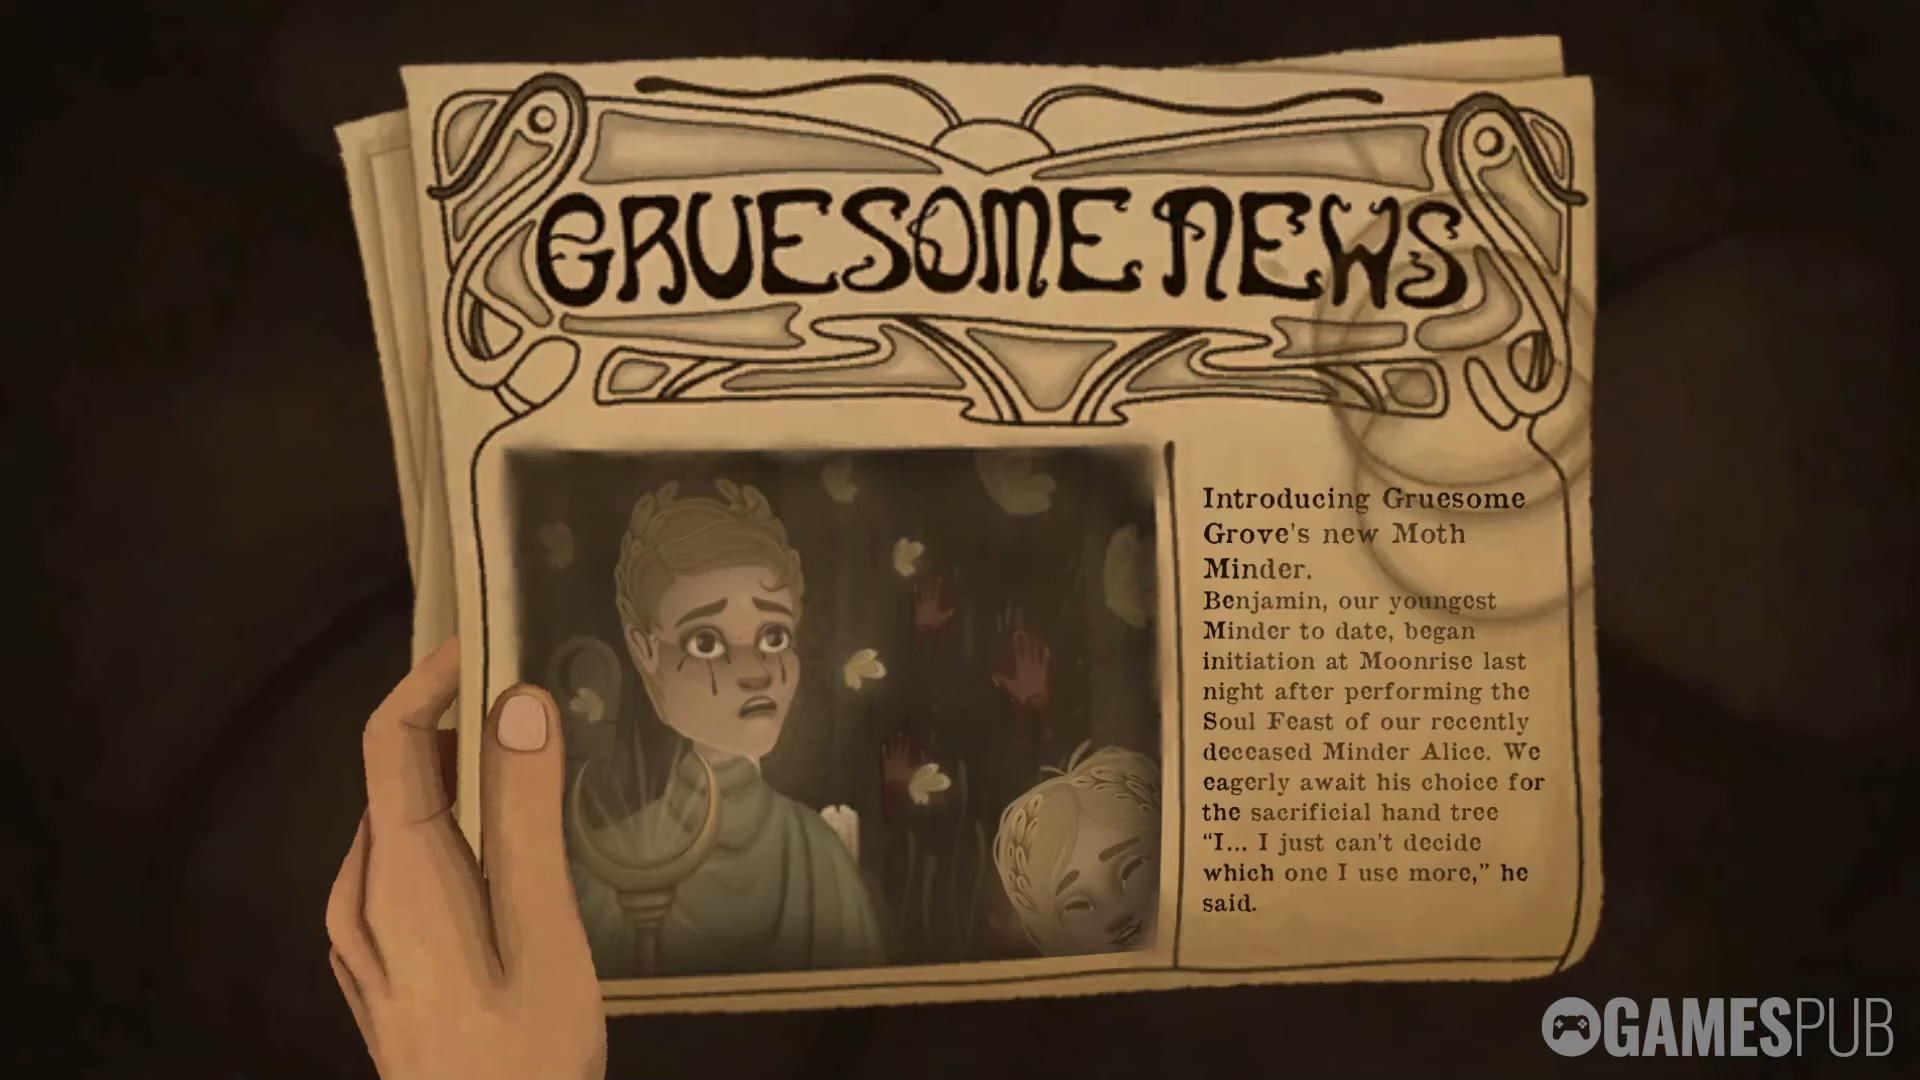 GRUESOME NEWS
Introducing Gruesome
Grove's new Moth
Minder.
Benjamin, our youngest
Minder to date, began
initiation at Moonrise last
night after performing the
Soul Feast of our recently
deceased Minder Alice. We
eagerly await his choice for
the sacrificial hand tree
“I... I just can't decide
which one I use more,” he
said.
GAMESPUB